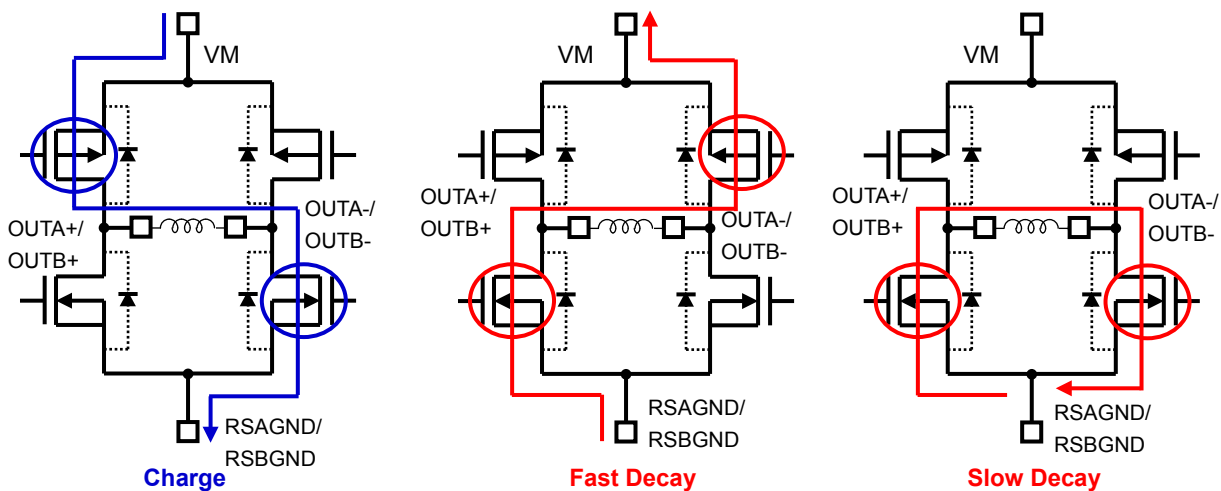 VM
OUTA+/
OUTB+
OUTA-/
OUTB-
RSAGND/
RSBGND
Charge
VM
OUTA+/
OUTB+
OUTA-/
OUTB-
RSAGND/
RSBGND
Fast Decay
VM
OUTA+/
OUTB+
OUTA-/
OUTB-
RSAGND/
RSBGND
Slow Decay